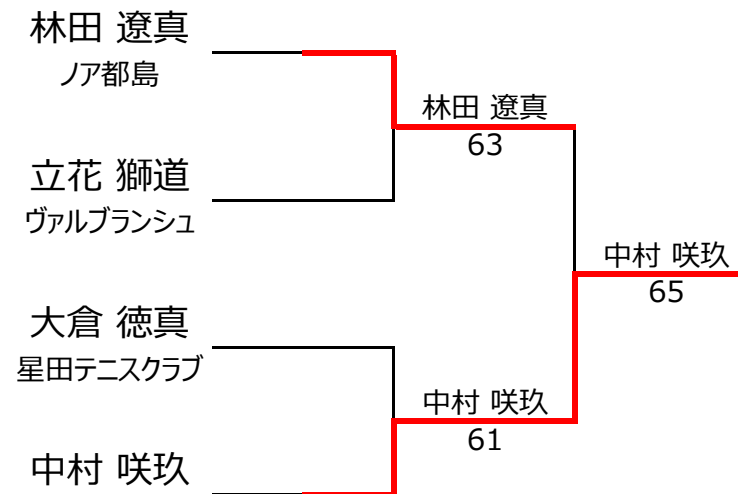 林田 遼真
ノア都島
林田 遼真
63
立花 獅道
ヴァルブランシュ
中村 咲玖
65
大倉 徳真
星田テニスクラブ
中村 咲玖
61
中村 咲玖